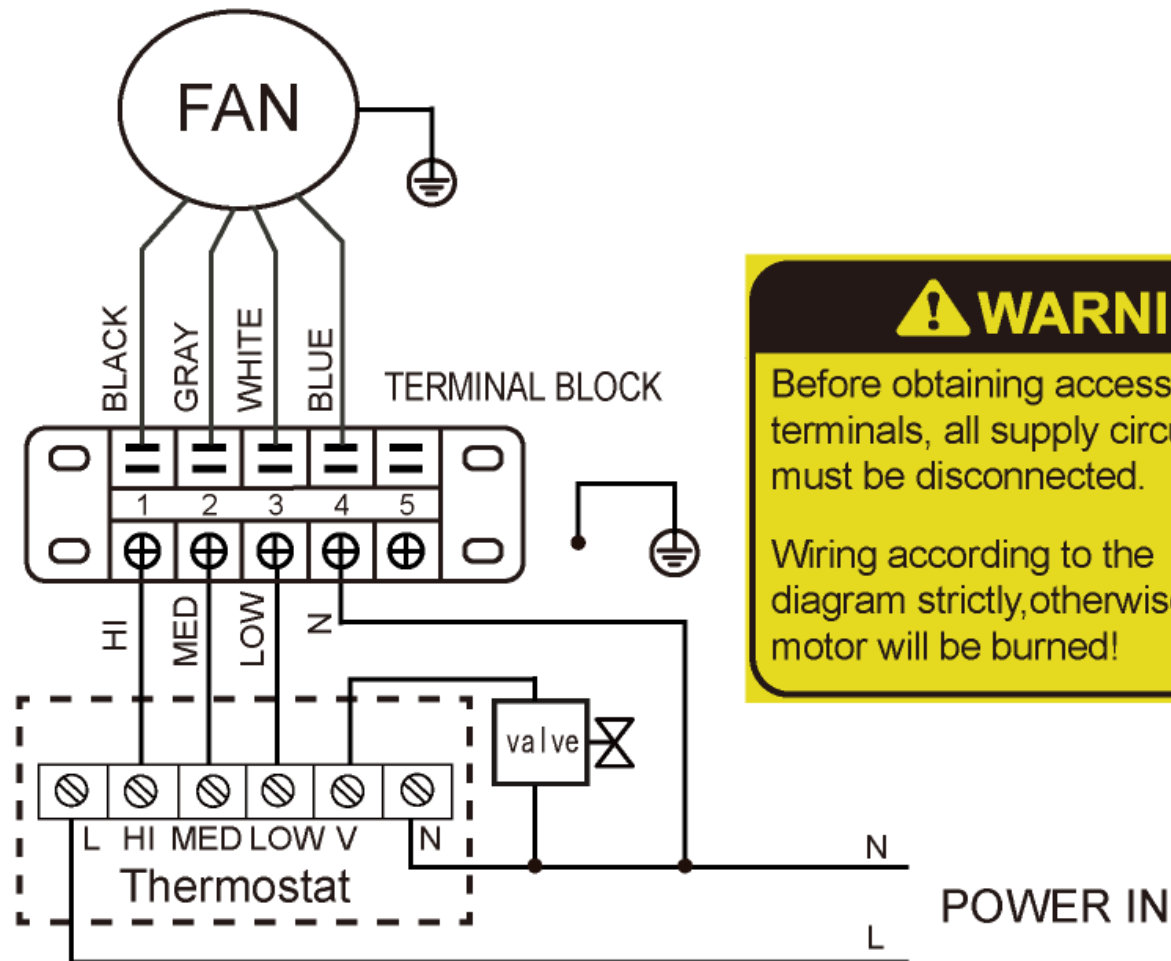 FAN
BLACK
GRAY
WHITE
BLUE
TERMINAL BLOCK
1 2 3 4 5
HI
MED
LOW
N
valve
L HI MED LOW V N
Thermostat
N
L
POWER IN
WARNI
Before obtaining access
terminals, all supply circu
must be disconnected.
Wiring according to the
diagram strictly,otherwise
motor will be burned!